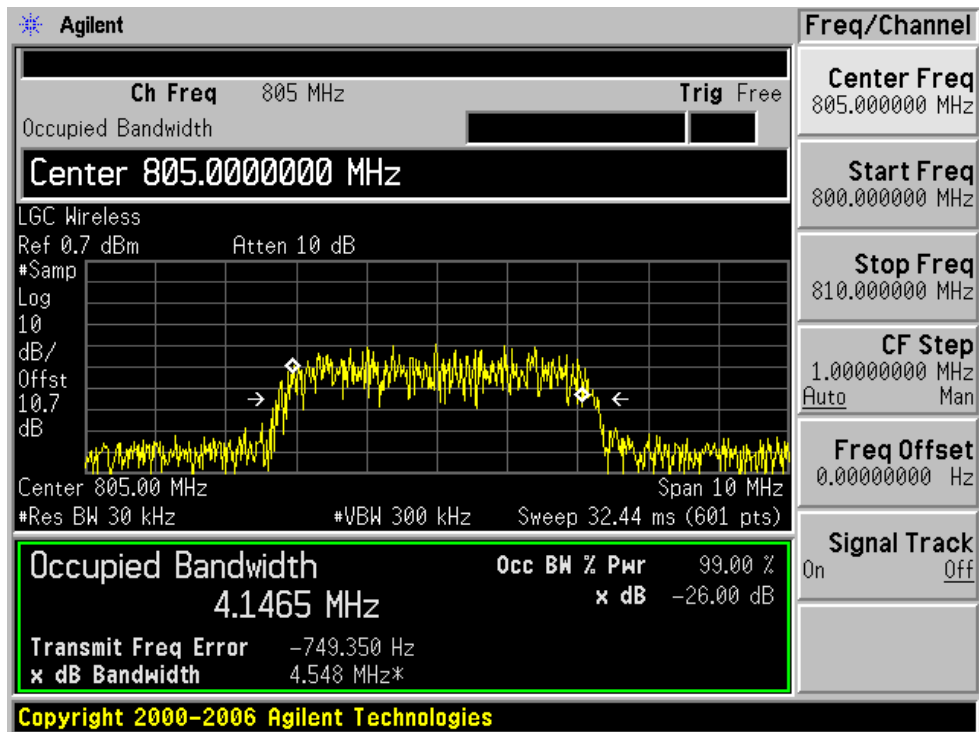 Agilent
Freq/Channel
Ch Freq 805 MHz Trig Free
Occupied Bandwidth
Center 805.0000000 MHz
LGC Wireless
Ref 0.7 dBm Atten 10 dB
#Samp
Log
10
dB/
Offst
10.7
dB
Center 805.00 MHz Span 10 MHz
#Res BW 30 kHz #VBW 300 kHz Sweep 32.44 ms (601 pts)
Occupied Bandwidth
4.1465 MHz
Occ BW % Pwr 99.00 %
x dB -26.00 dB
Transmit Freq Error -749.350 Hz
x dB Bandwidth 4.548 MHz*
Copyright 2000-2006 Agilent Technologies
Center Freq
805.000000 MHz
Start Freq
800.000000 MHz
Stop Freq
810.000000 MHz
CF Step
1.00000000 MHz
Auto Man
Freq Offset
0.00000000 Hz
Signal Track
On Off